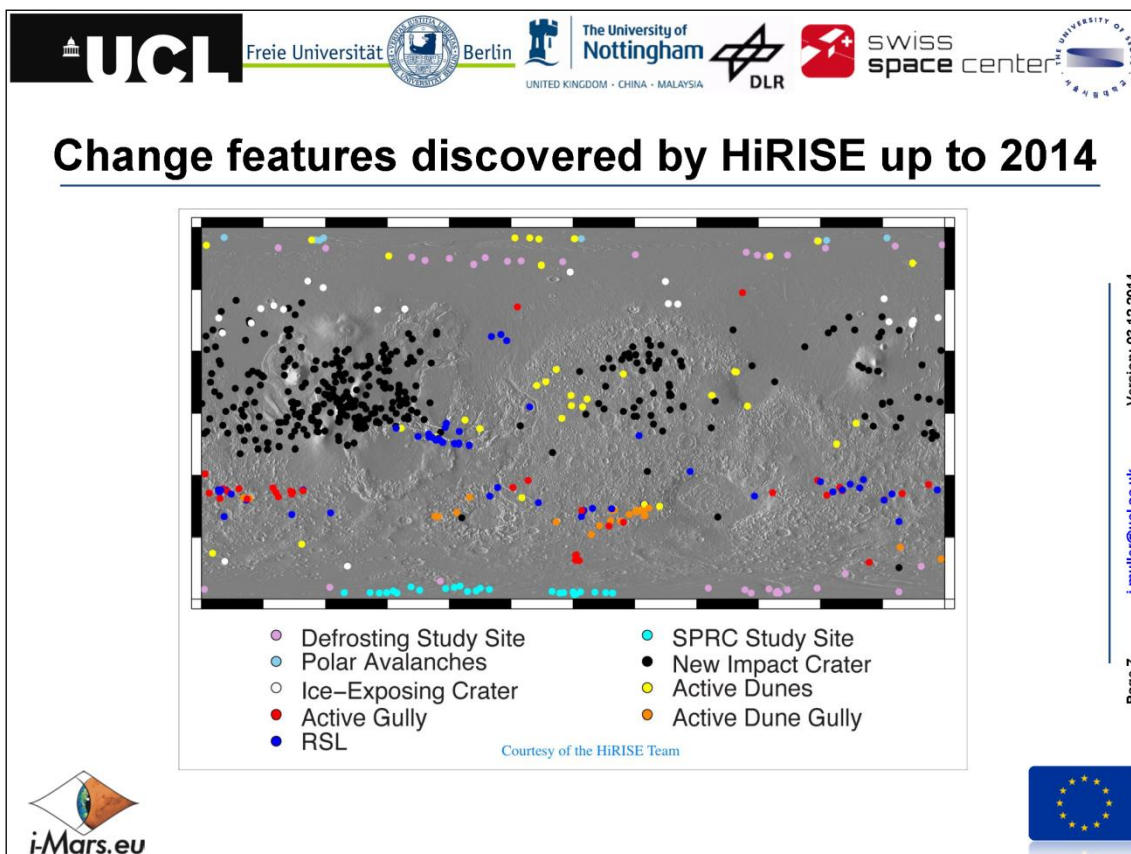 UCL
Freie Universität Berlin
The University of
Nottingham
UNITED KINGDOM · CHINA · MALAYSIA
DLR
swiss
space center
Change features discovered by HiRISE up to 2014
Defrosting Study Site
Polar Avalanches
Ice-Exposing Crater
Active Gully
RSL
SPRC Study Site
New Impact Crater
Active Dunes
Active Dune Gully
Courtesy of the HiRISE Team
i-Mars.eu